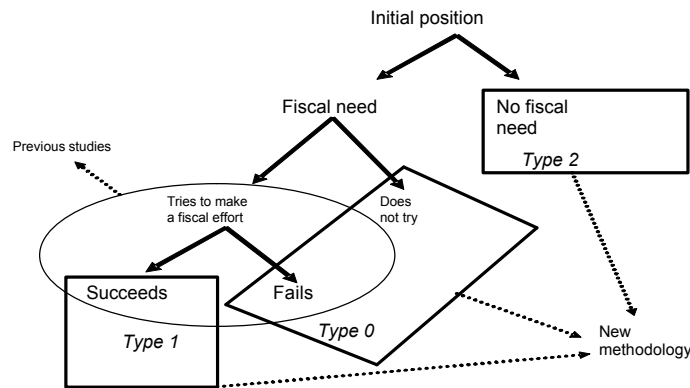 Initial position
Fiscal need
No fiscal
need
Type 2
Previous studies
Tries to make
a fiscal effort
Does
not try
Succeeds
Fails
Type 1
Type 0
New
methodology